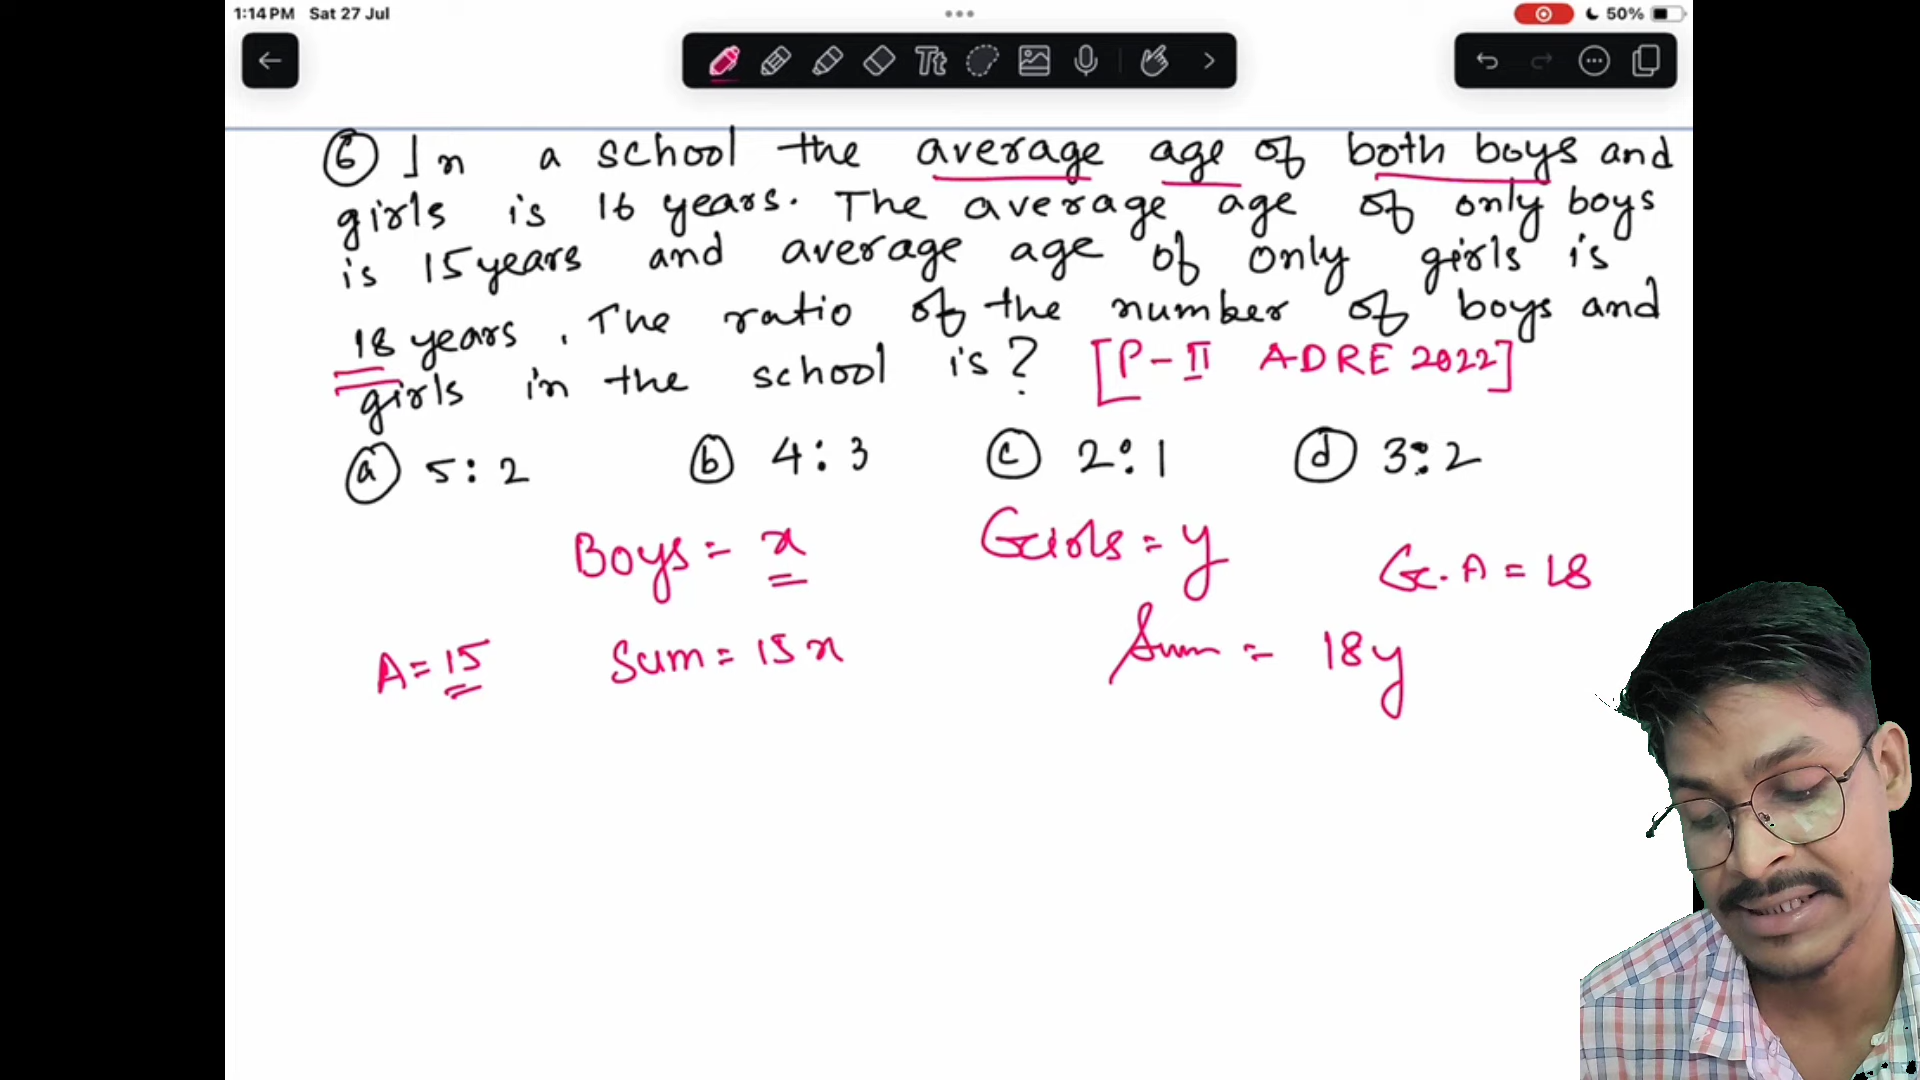 1:14 PM Sat 27 Jul
50%
Tt
6 In a school the average age of both boys and
girls is 16 years. The average age of only boys
is 15 years and average age of only girls is
18 years. The ratio of the number of boys and
girls in the school is? [P-II ADRE 2022]
a 5:2 b 4:3 c 2:1 d 3:2
Boys = x Girls = y
G.A = 18
A = 15 Sum = 15x Sum = 18y